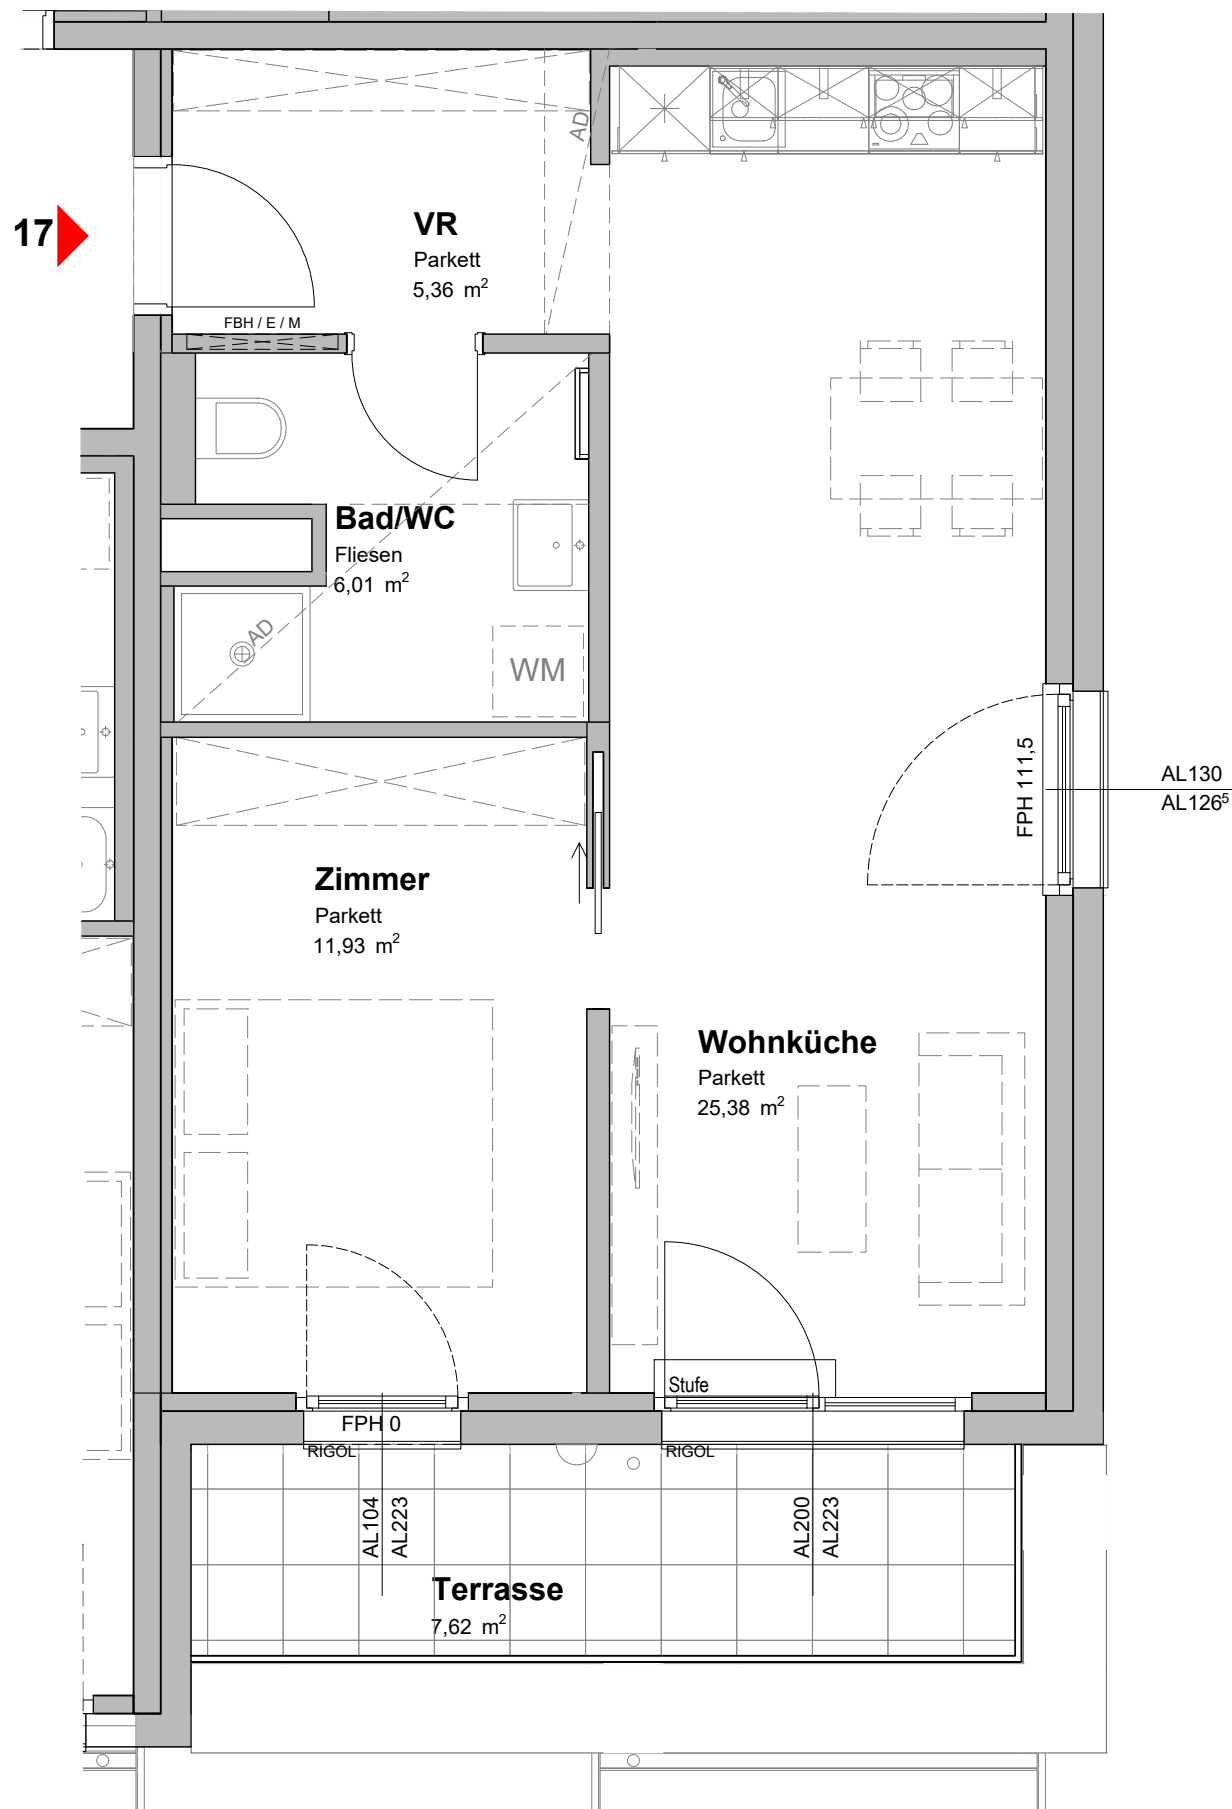 AD
17
VR
Parkett
5,36 m²
FBH / E / M
Bad/WC
Fliesen
6,01 m²
AD
WM
FPH 111,5
AL130
AL126⁵
Zimmer
Parkett
11,93 m²
Wohnküche
Parkett
25,38 m²
Stufe
FPH 0
RIGOL
RIGOL
AL104
AL223
AL200
AL223
Terrasse
7,62 m²